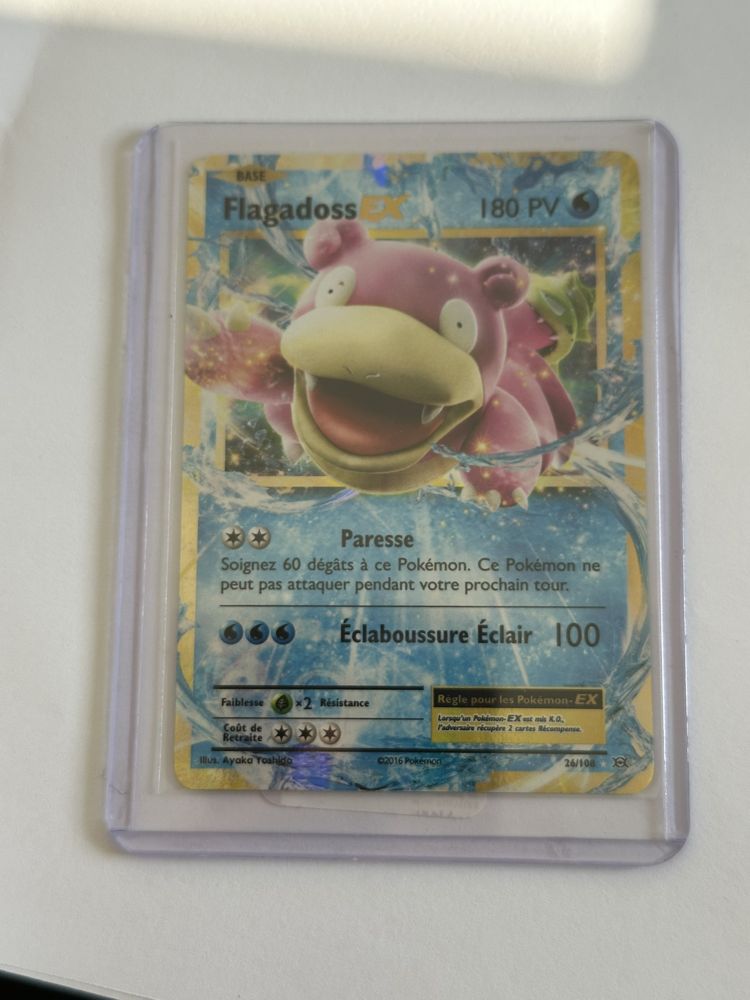 BASE
FlagadossEX 180 PV
Paresse
Soignez 60 dégâts à ce Pokémon. Ce Pokémon ne
peut pas attaquer pendant votre prochain tour.
Éclaboussure Éclair 100
Faiblesse ×2 Résistance
Coût de
Retraite
Règle pour les Pokémon-EX
Lorsqu'un Pokémon-EX est mis K.O.,
l'adversaire récupère 2 cartes Récompense.
Illus. Ayaka Yoshida ©2016 Pokémon 26/108